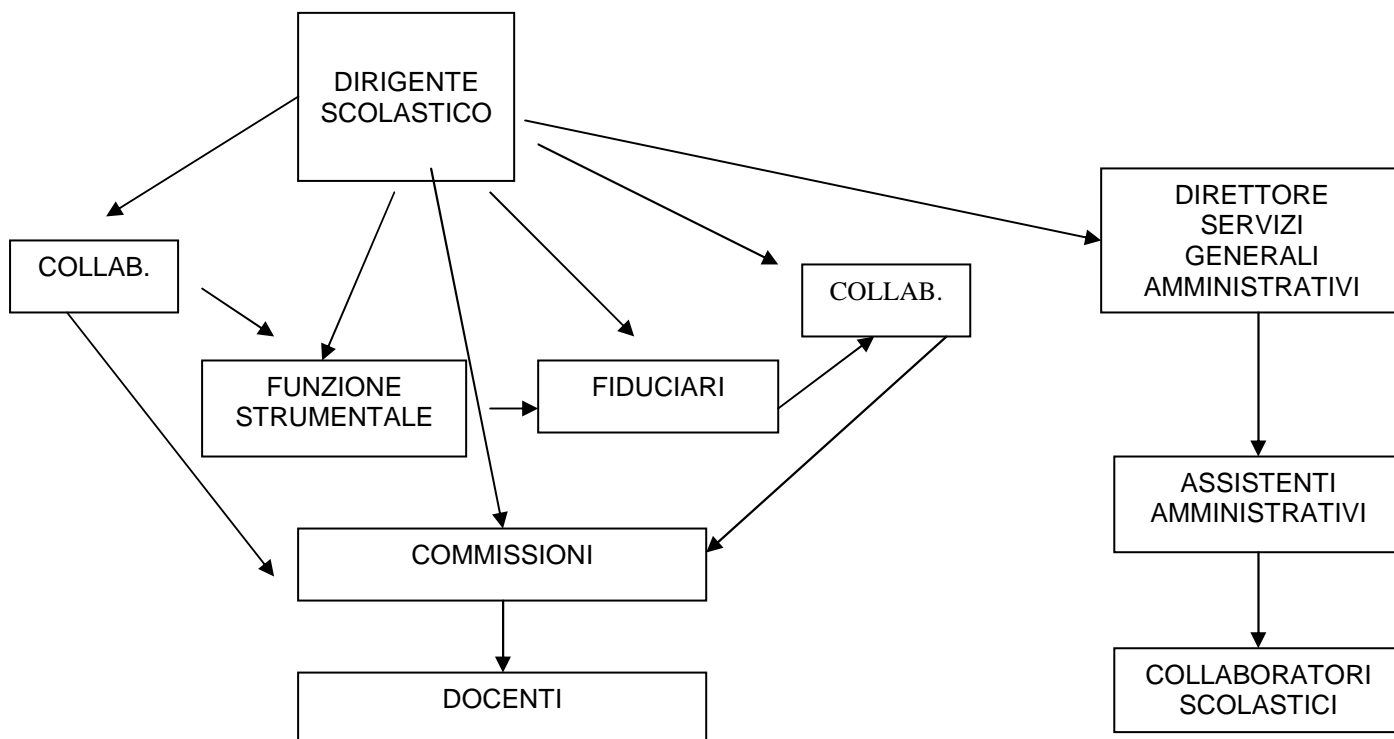 DIRIGENTE
SCOLASTICO
DIRETTORE
SERVIZI
GENERALI
AMMINISTRATIVI
COLLAB.
COLLAB.
FUNZIONE
STRUMENTALE
FIDUCIARI
ASSISTENTI
AMMINISTRATIVI
COMMISSIONI
COLLABORATORI
SCOLASTICI
DOCENTI